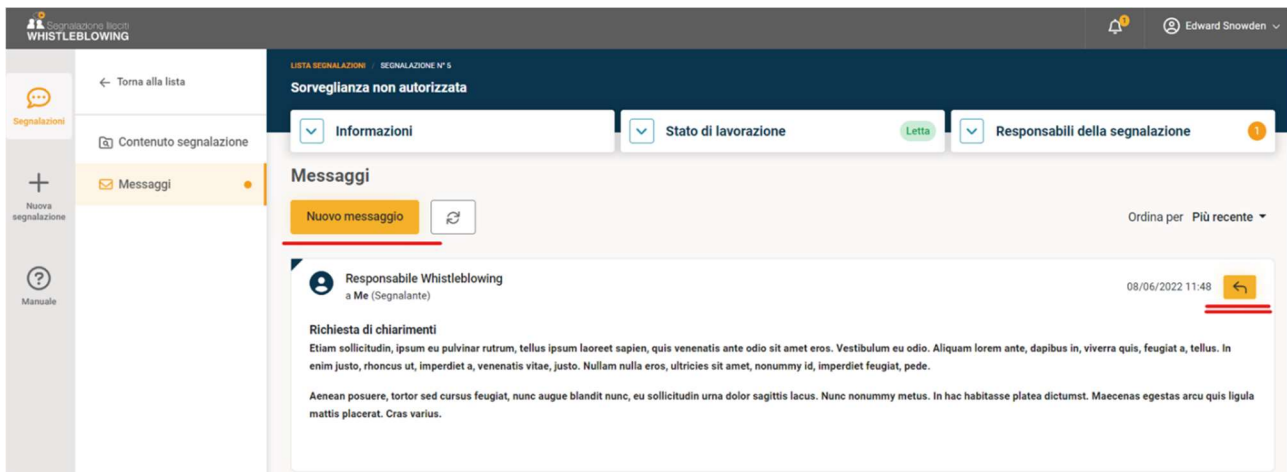 Segnalazione Illeciti
WHISTLEBLOWING
1
Edward Snowden
Segnalazioni
Nuova
segnalazione
Manuale
← Torna alla lista
Contenuto segnalazione
Messaggi
LISTA SEGNALAZIONI / SEGNALAZIONE N° 5
Sorveglianza non autorizzata
Informazioni
Stato di lavorazione Letta
Responsabili della segnalazione 1
Messaggi
Nuovo messaggio
Ordina per Più recente
Responsabile Whistleblowing
a Me (Segnalante)
08/06/2022 11:48
Richiesta di chiarimenti
Etiam sollicitudin, ipsum eu pulvinar rutrum, tellus ipsum laoreet sapien, quis venenatis ante odio sit amet eros. Vestibulum eu odio. Aliquam lorem ante, dapibus in, viverra quis, feugiat a, tellus. In
enim justo, rhoncus ut, imperdiet a, venenatis vitae, justo. Nullam nulla eros, ultricies sit amet, nonummy id, imperdiet feugiat, pede.
Aenean posuere, tortor sed cursus feugiat, nunc augue blandit nunc, eu sollicitudin urna dolor sagittis lacus. Nunc nonummy metus. In hac habitasse platea dictumst. Maecenas egestas arcu quis ligula
mattis placerat. Cras varius.